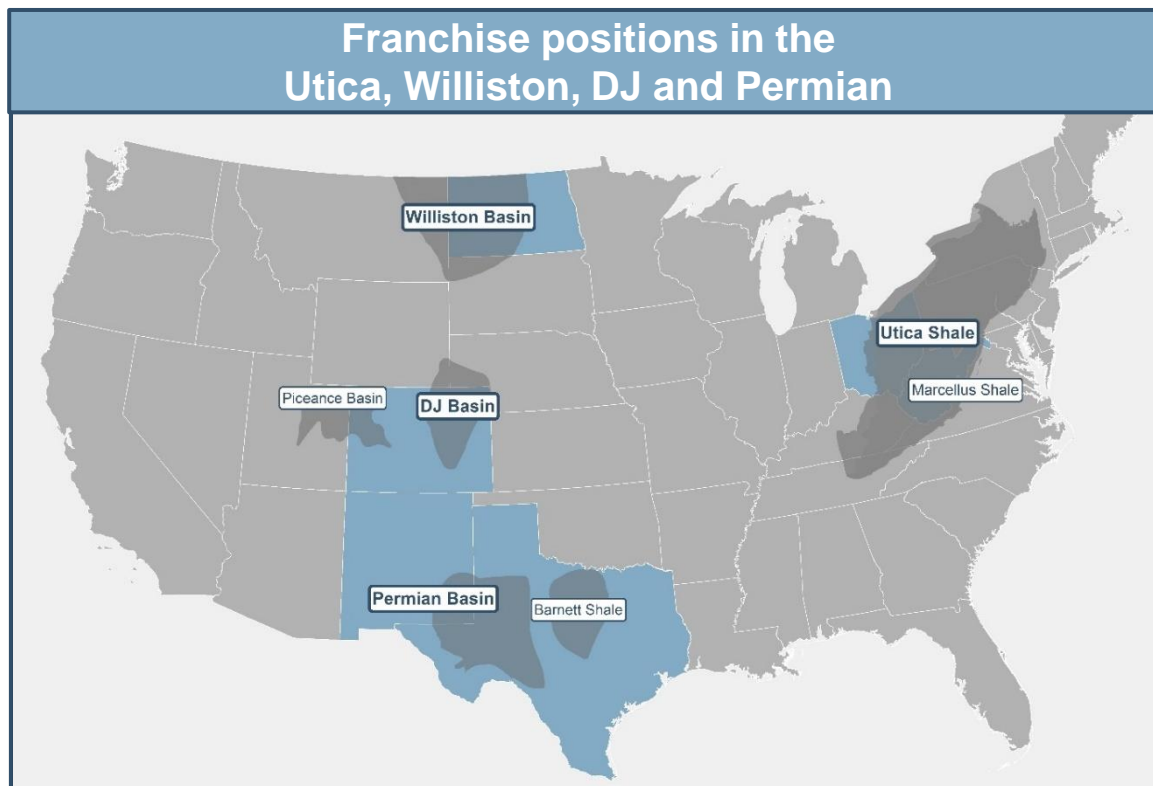 Franchise positions in the
Utica, Williston, DJ and Permian
Williston Basin
Utica Shale
Piceance Basin
DJ Basin
Marcellus Shale
Permian Basin
Barnett Shale